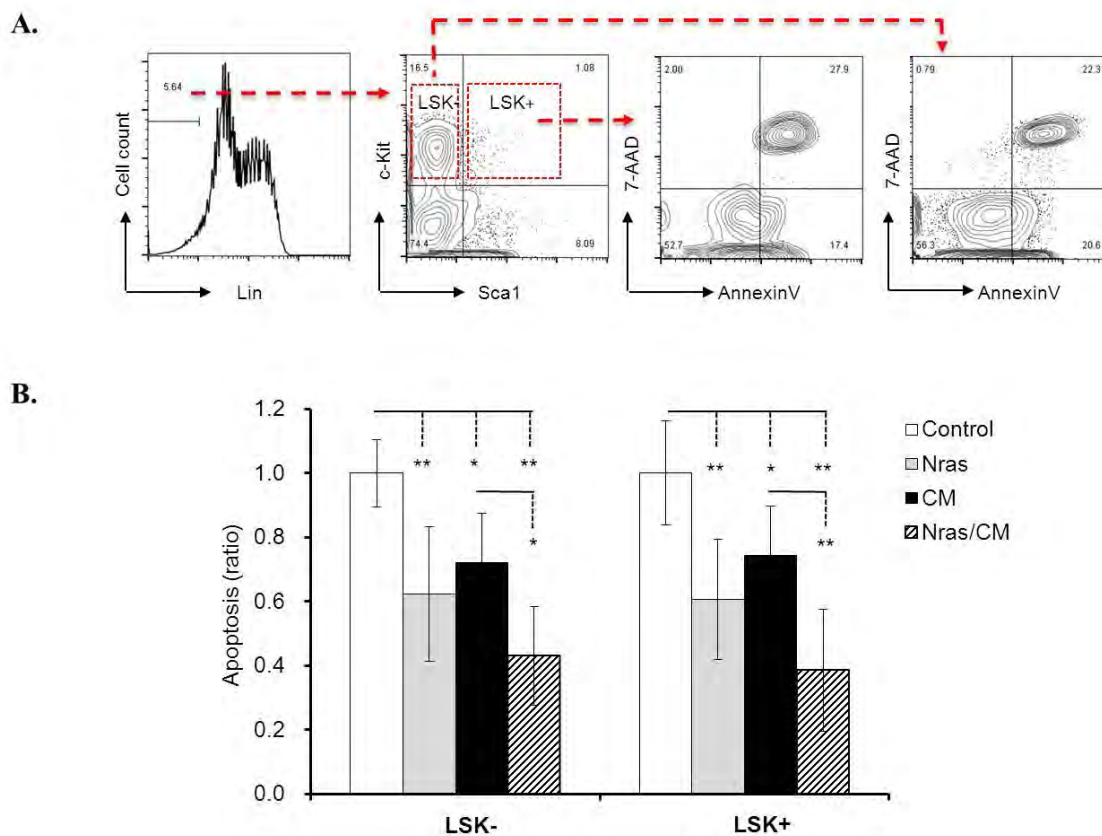 A.
Cell count
5.64
Lin
c-Kit
16.5
1.08
LSK-
LSK+
74.4
8.09
Sca1
7-AAD
2.00
27.9
52.7
17.4
AnnexinV
7-AAD
0.79
22.3
56.3
20.6
AnnexinV
B.
Apoptosis (ratio)
1.2
1.0
0.8
0.6
0.4
0.2
0.0
** * **
*
** * **
**
LSK-
LSK+
Control
Nras
CM
Nras/CM